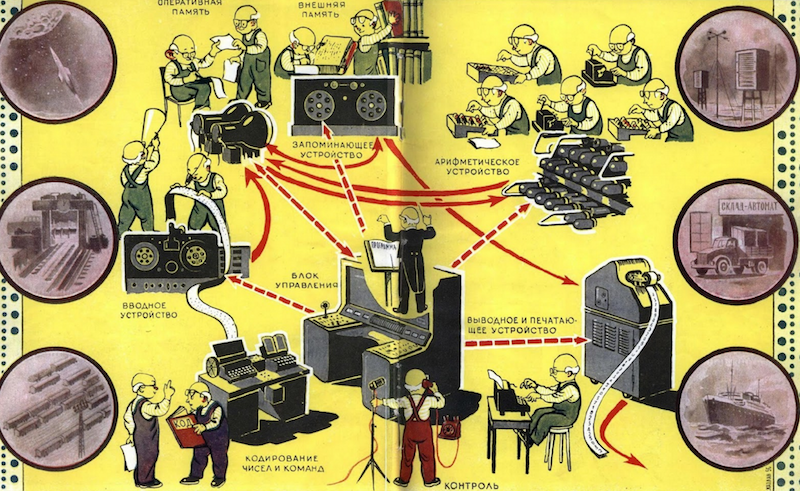 ОПЕРАТИВНАЯ
ПАМЯТЬ
ВНЕШНЯЯ
ПАМЯТЬ
ЗАПОМИНАЮЩЕЕ
УСТРОЙСТВО
АРИФМЕТИЧЕСКОЕ
УСТРОЙСТВО
СКЛАД-АВТОМАТ
ПРОГРАММА
БЛОК
УПРАВЛЕНИЯ
ВВОДНОЕ
УСТРОЙСТВО
ВЫВОДНОЕ И ПЕЧАТАЮ-
ЩЕЕ УСТРОЙСТВО
КОД
КОДИРОВАНИЕ
ЧИСЕЛ И КОМАНД
КОНТРОЛЬ